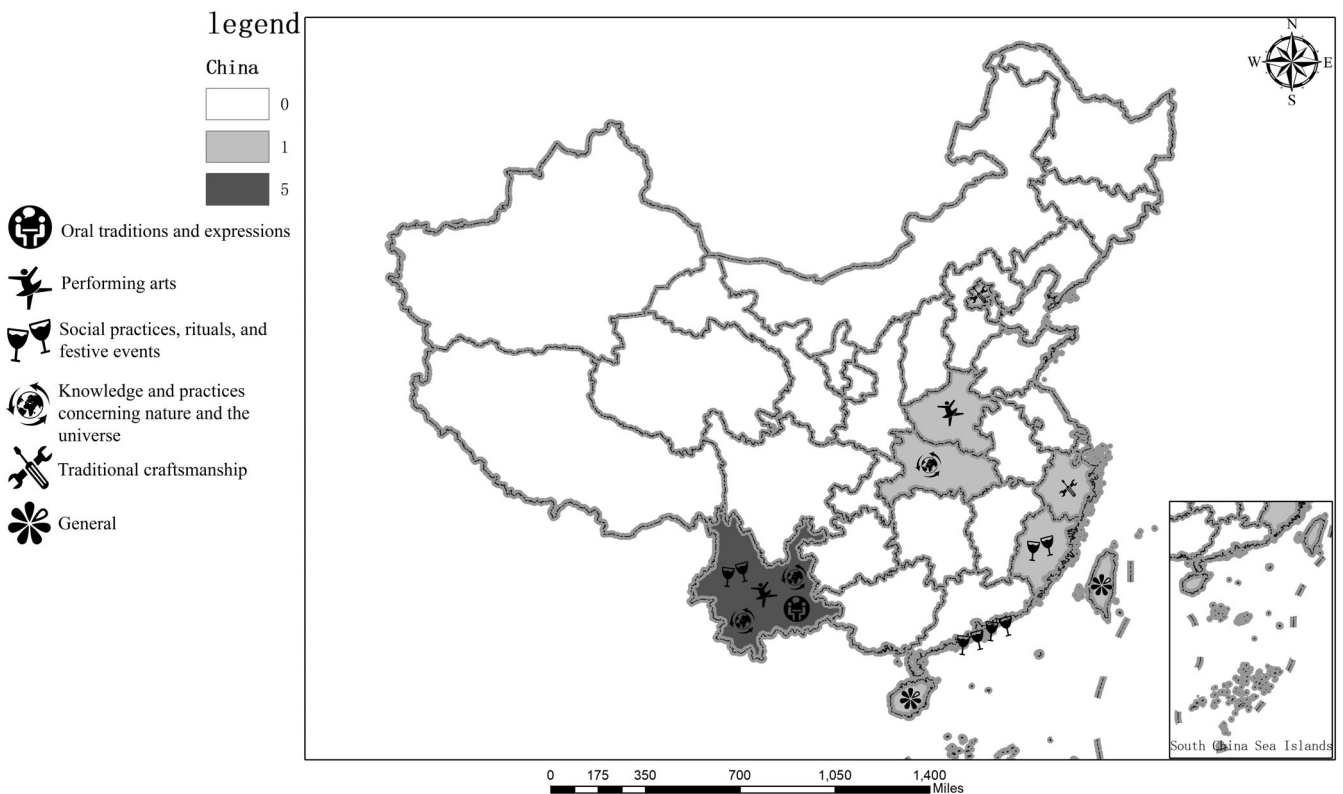 legend
China
0
1
5
Oral traditions and expressions
Performing arts
Social practices, rituals, and
festive events
Knowledge and practices
concerning nature and the
universe
Traditional craftsmanship
General
N
W E
S
South China Sea Islands
0 175 350 700 1,050 1,400
Miles